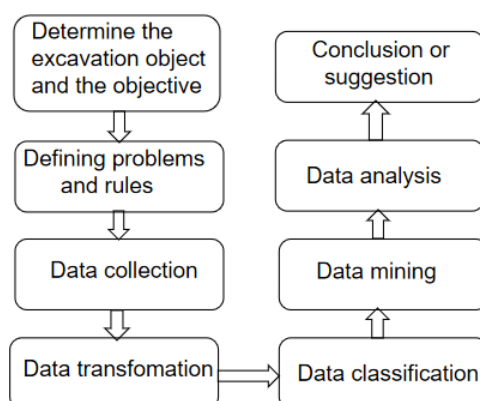 Determine the
excavation object
and the objective
Defining problems
and rules
Data collection
Data transfomation
Data classification
Data mining
Data analysis
Conclusion or
suggestion